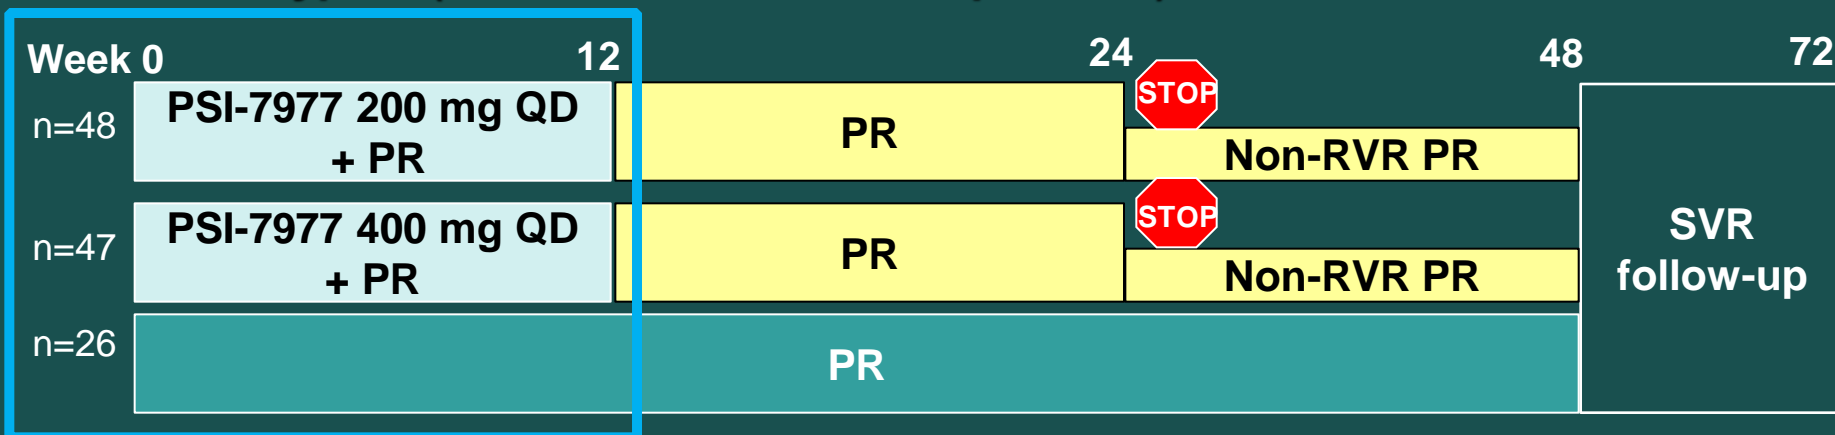 Week 0 12 24 48 72
n=48
PSI-7977 200 mg QD
+ PR
PR
STOP
Non-RVR PR
n=47
PSI-7977 400 mg QD
+ PR
PR
STOP
Non-RVR PR
SVR
follow-up
n=26
PR